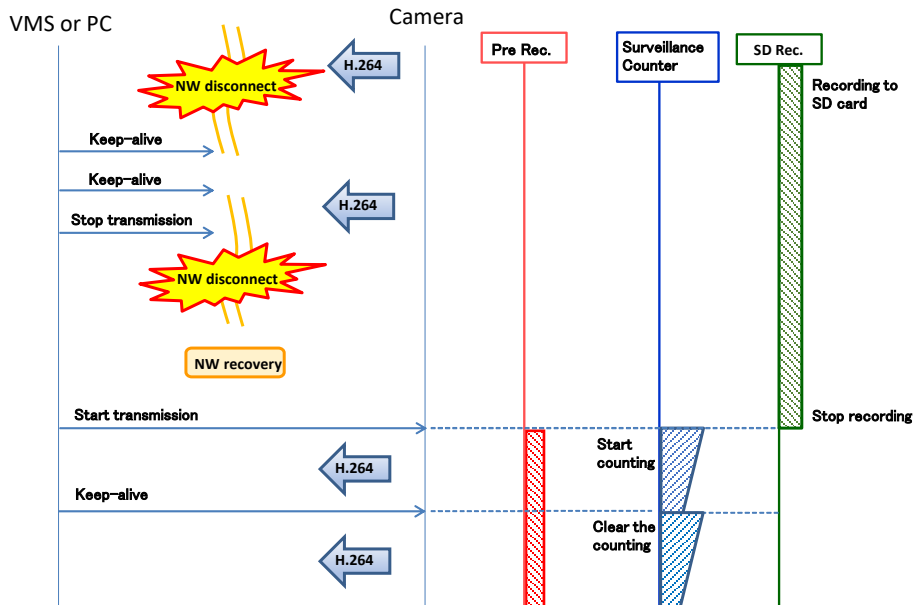 VMS or PC
Camera
Pre Rec.
Surveillance
Counter
SD Rec.
H.264
NW disconnect
Recording to
SD card
Keep-alive
Keep-alive
H.264
Stop transmission
NW disconnect
NW recovery
Start transmission
Stop recording
Start
counting
H.264
Keep-alive
Clear the
counting
H.264